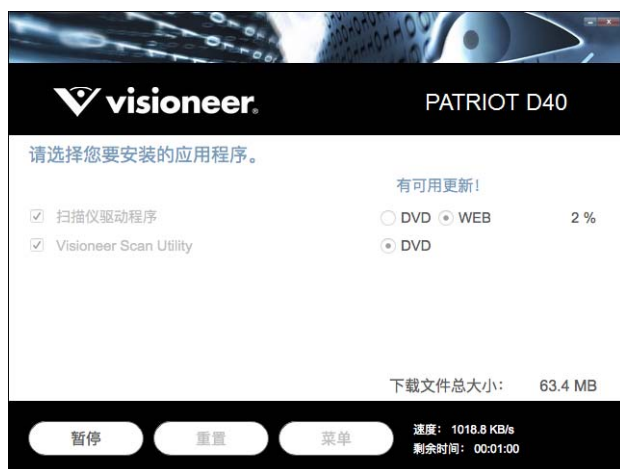 visioneer®
PATRIOT D40
请选择您要安装的应用程序。
有可用更新!
扫描仪驱动程序 DVD WEB 2 %
Visioneer Scan Utility DVD
下载文件总大小: 63.4 MB
暂停 重置 菜单
速度: 1018.8 KB/s
剩余时间: 00:01:00